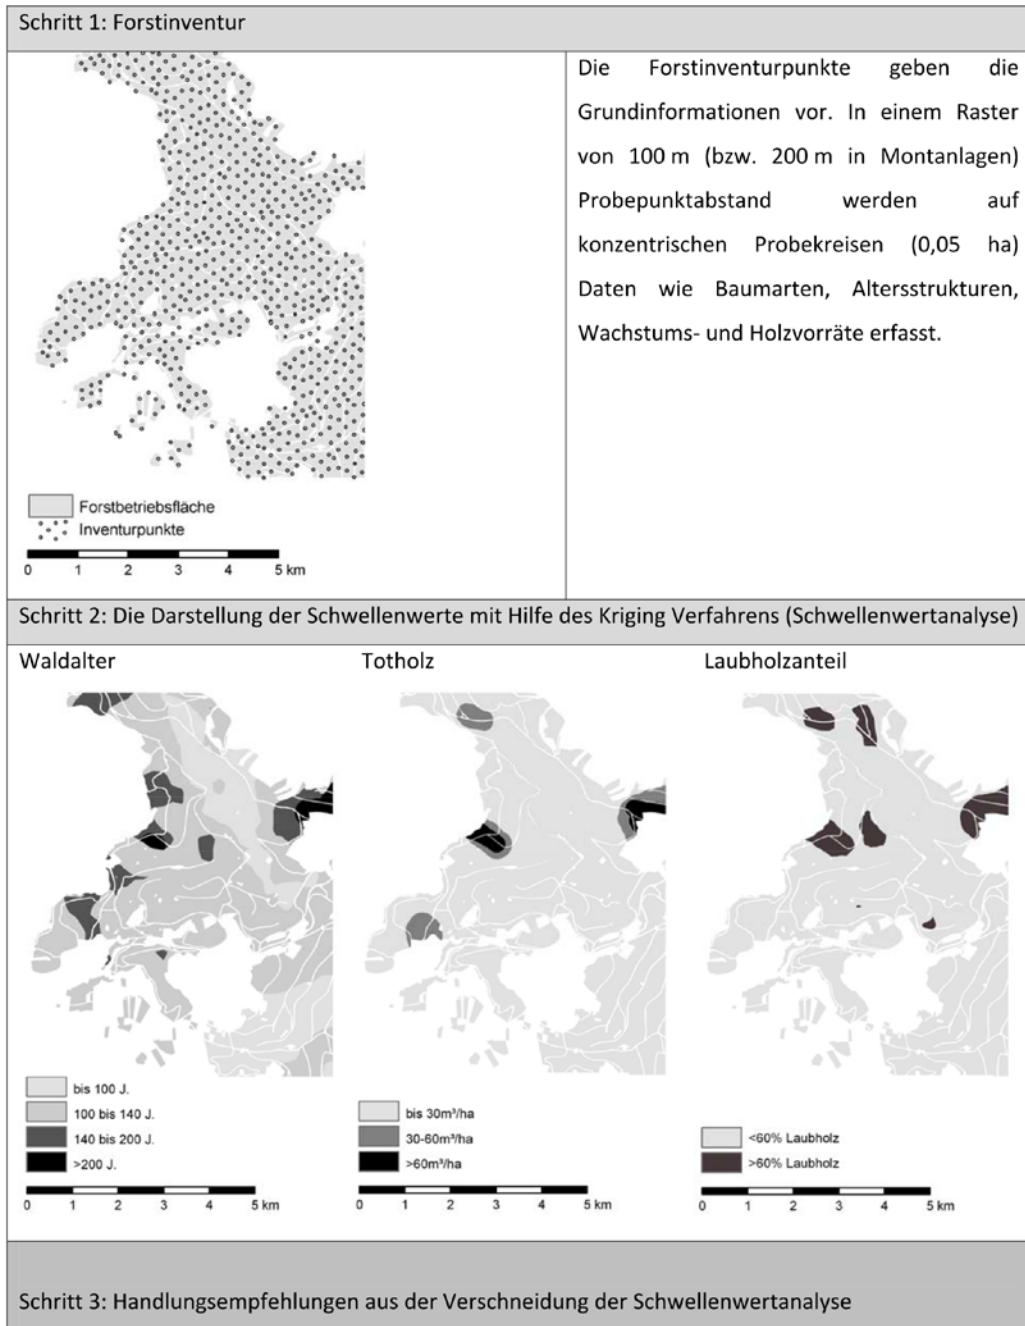 Schritt 1: Forstinventur
Die Forstinventurpunkte geben die
Grundinformationen vor. In einem Raster
von 100 m (bzw. 200 m in Montanlagen)
Probepunktabstand werden auf
konzentrischen Probekreisen (0,05 ha)
Daten wie Baumarten, Altersstrukturen,
Wachstums- und Holzvorräte erfasst.
Forstbetriebsfläche
Inventurpunkte
0 1 2 3 4 5 km
Schritt 2: Die Darstellung der Schwellenwerte mit Hilfe des Kriging Verfahrens (Schwellenwertanalyse)
Waldalter
bis 100 J.
100 bis 140 J.
140 bis 200 J.
>200 J.
0 1 2 3 4 5 km
Totholz
bis 30m³/ha
30-60m³/ha
>60m³/ha
0 1 2 3 4 5 km
Laubholzanteil
<60% Laubholz
>60% Laubholz
0 1 2 3 4 5 km
Schritt 3: Handlungsempfehlungen aus der Verschneidung der Schwellenwertanalyse